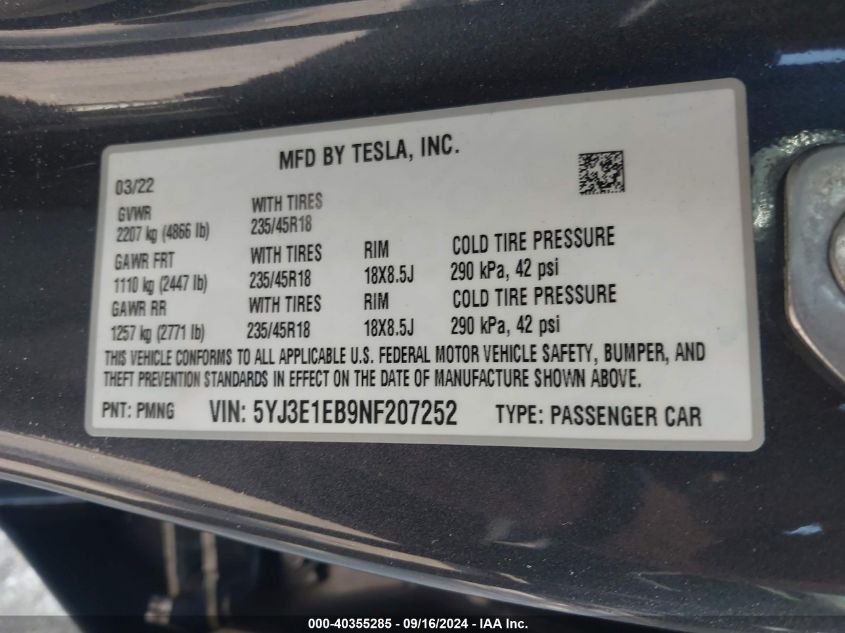 MFD BY TESLA, INC.
03/22
GVWR WITH TIRES
2207 kg (4866 lb) 235/45R18
GAWR FRT WITH TIRES RIM COLD TIRE PRESSURE
1110 kg (2447 lb) 235/45R18 18X8.5J 290 kPa, 42 psi
GAWR RR WITH TIRES RIM COLD TIRE PRESSURE
1257 kg (2771 lb) 235/45R18 18X8.5J 290 kPa, 42 psi
THIS VEHICLE CONFORMS TO ALL APPLICABLE U.S. FEDERAL MOTOR VEHICLE SAFETY, BUMPER, AND
THEFT PREVENTION STANDARDS IN EFFECT ON THE DATE OF MANUFACTURE SHOWN ABOVE.
PNT: PMNG VIN: 5YJ3E1EB9NF207252 TYPE: PASSENGER CAR
000-40355285 - 09/16/2024 - IAA Inc.